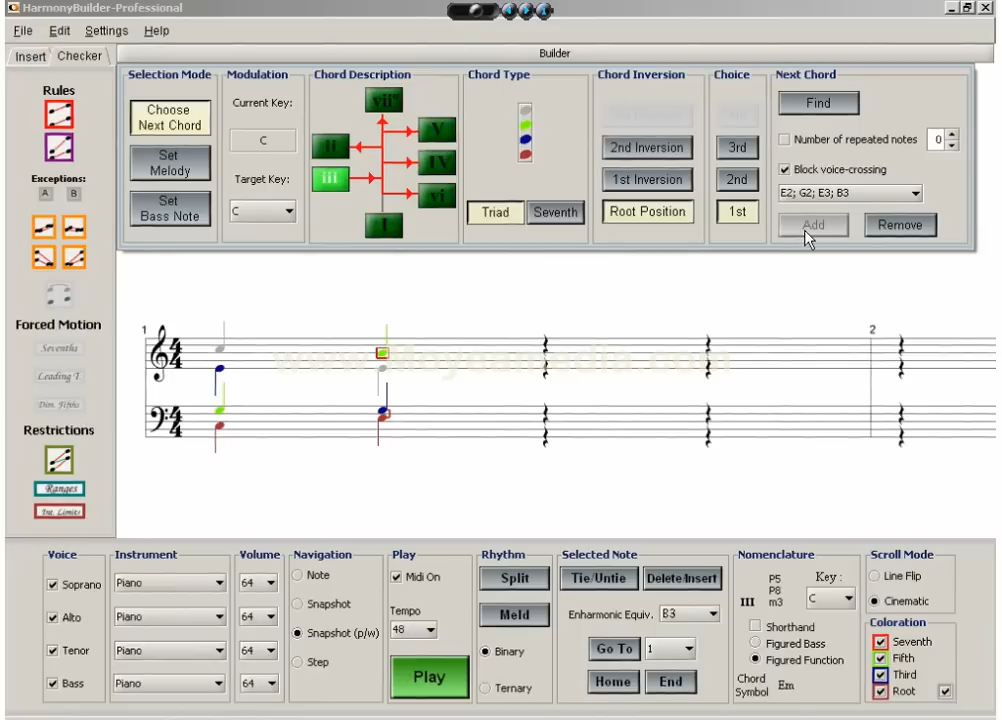 HarmonyBuilder-Professional
File Edit Settings Help
Insert Checker
Builder
Rules
Exceptions:
A B
Forced Motion
Sevenths
Leading T.
Dim. Fifths
Restrictions
Ranges
Int. Limits
Selection Mode
Choose
Next Chord
Set
Melody
Set
Bass Note
Modulation
Current Key:
C
Target Key:
C
Chord Description
vii°
ii V
iii IV
vi
I
Chord Type
Triad Seventh
Chord Inversion
2nd Inversion
1st Inversion
Root Position
Choice
3rd
2nd
1st
Next Chord
Find
Number of repeated notes 0
Block voice-crossing
E2; G2; E3; B3
Add Remove
1 2
4
4
4
4
Voice
Soprano
Alto
Tenor
Bass
Instrument
Piano
Piano
Piano
Piano
Volume
64
64
64
64
Navigation
Note
Snapshot
Snapshot (p/w)
Step
Play
Midi On
Tempo
48
Play
Rhythm
Split
Meld
Binary
Ternary
Selected Note
Tie/Untie Delete/Insert
Enharmonic Equiv. B3
Go To 1
Home End
Nomenclature
P5
P8
III m3
Key:
C
Shorthand
Figured Bass
Figured Function
Chord
Symbol Em
Scroll Mode
Line Flip
Cinematic
Coloration
Seventh
Fifth
Third
Root